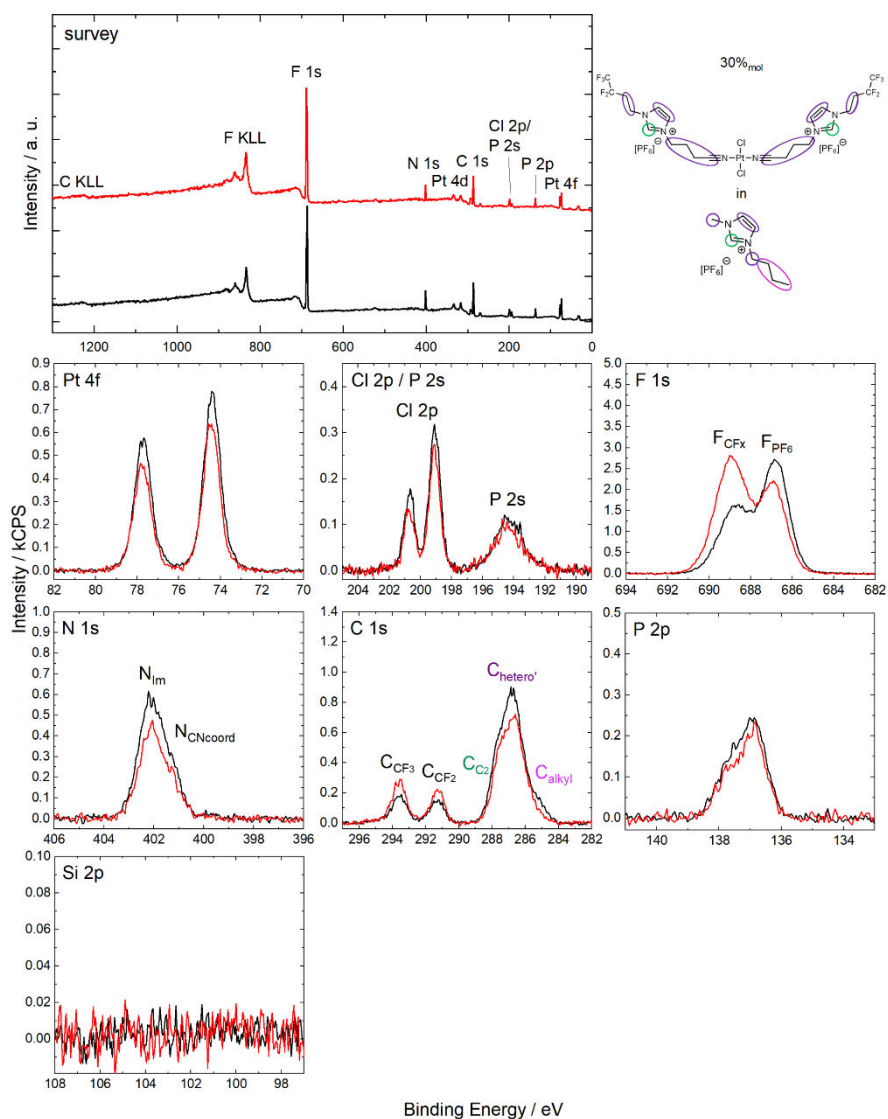 survey
F 1s
F KLL
C KLL
Cl 2p/
P 2s
N 1s
C 1s
P 2p
Pt 4d
Pt 4f
Intensity / a. u.
1200 1000 800 600 400 200 0
30%mol
F₃C
F₂C
CF₃
CF₂
N
N
⊕
[PF₆]⊖
Cl
N Pt N
Cl
N
N
⊕
[PF₆]⊖
in
N
N
⊕
[PF₆]⊖
Pt 4f
0.9
0.8
0.7
0.6
0.5
0.4
0.3
0.2
0.1
0.0
82 80 78 76 74 72 70
Cl 2p / P 2s
Cl 2p
P 2s
0.4
0.2
0.0
204 202 200 198 196 194 192 190
F 1s
FCFx
FPF6
5.0
4.5
4.0
3.5
3.0
2.5
2.0
1.5
1.0
0.5
0.0
694 692 690 688 686 684 682
Intensity / kCPS
N 1s
NIm
NCNcoord
1.0
0.9
0.8
0.7
0.6
0.5
0.4
0.3
0.2
0.1
0.0
406 404 402 400 398 396
C 1s
Chetero'
CCF3
CCF2
CC2
Calkyl
1.4
1.2
1.0
0.8
0.6
0.4
0.2
0.0
296 294 292 290 288 286 284 282
P 2p
0.5
0.4
0.3
0.2
0.1
0.0
140 138 136 134
Si 2p
0.10
0.08
0.06
0.04
0.02
0.00
108 106 104 102 100 98
Binding Energy / eV